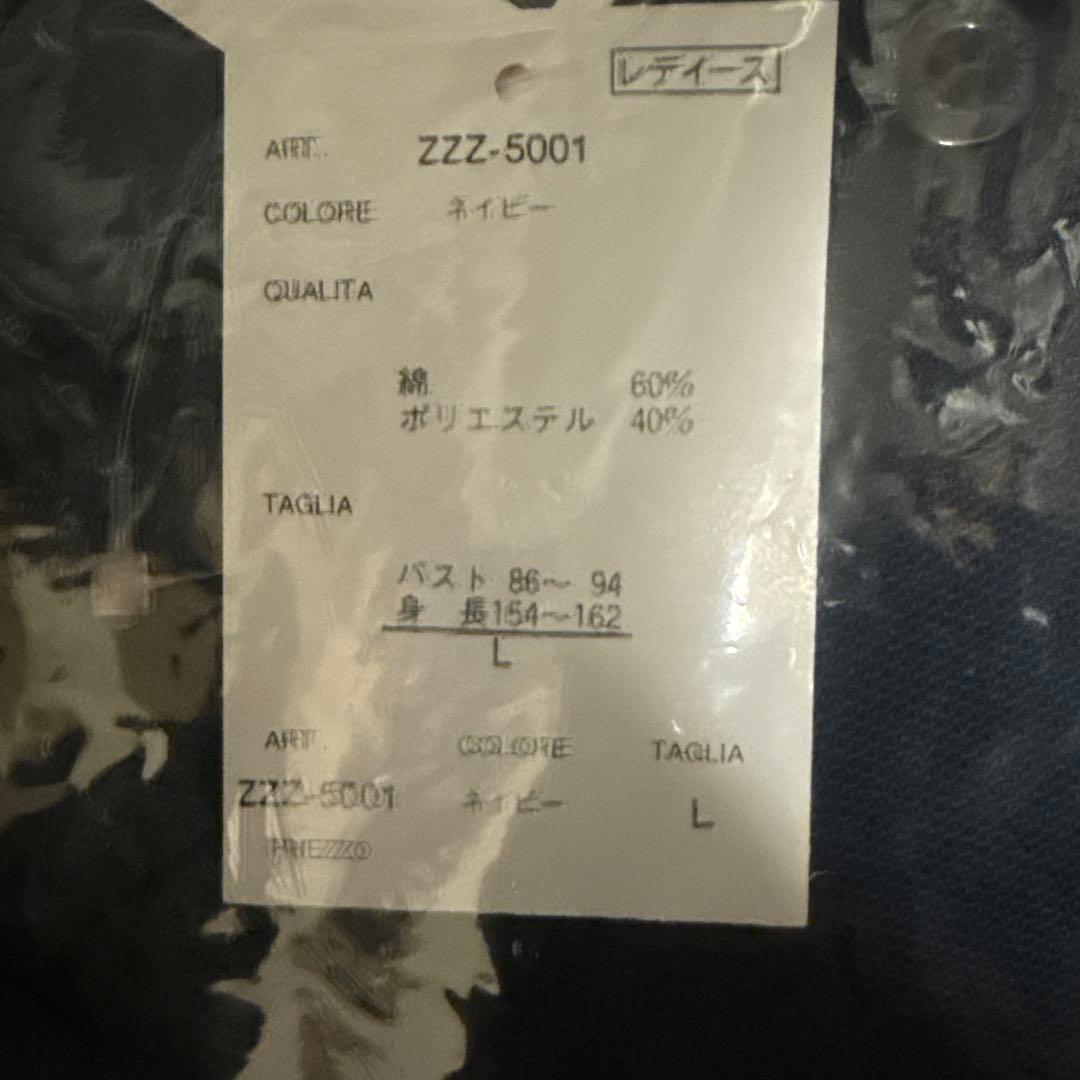 レディース
ART. ZZZ-5001
COLORE ネイビー
QUALITA
綿 60%
ポリエステル 40%
TAGLIA
バスト 86〜 94
身 長154〜162
L
ART. COLORE TAGLIA
ZZZ-5001 ネイビー L
PREZZO